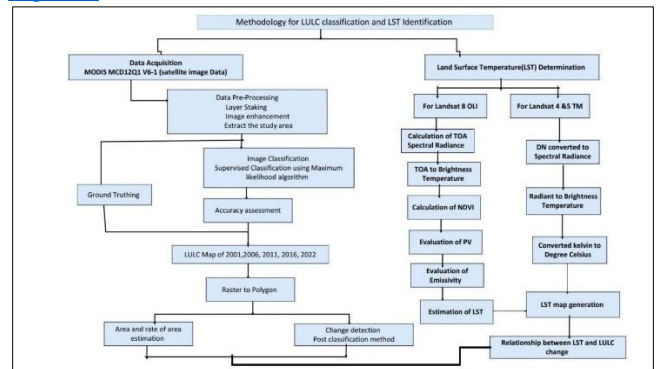 Methodology for LULC classification and LST Identification
Data Acquisition
MODIS MCD12Q1 V6-1 (satellite image Data)
Data Pre-Processing
Layer Staking
Image enhancement
Extract the study area
Image Classification
Supervised Classification using Maximum
likelihood algorithm
Ground Truthing
Accuracy assessment
LULC Map of 2001,2006, 2011, 2016, 2022
Raster to Polygon
Area and rate of area
estimation
Change detection
Post classification method
Land Surface Temperature(LST) Determination
For Landsat 8 OLi
Calculation of TOA
Spectral Radiance
TOA to Brightness
Temperature
Calculation of NDVI
Evaluation of PV
Evaluation of
Emissivity
Estimation of LST
For Landsat 4 &5 TM
DN converted to
Spectral Radiance
Radiant to Brightness
Temperature
Converted kelvin to
Degree Celsius
LST map generation
Relationship between LST and LULC
change